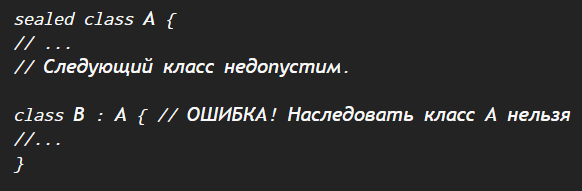 sealed class A {
// ...
// Следующий класс недопустим.
class B : A { // ОШИБКА! Наследовать класс А нельзя
//...
}